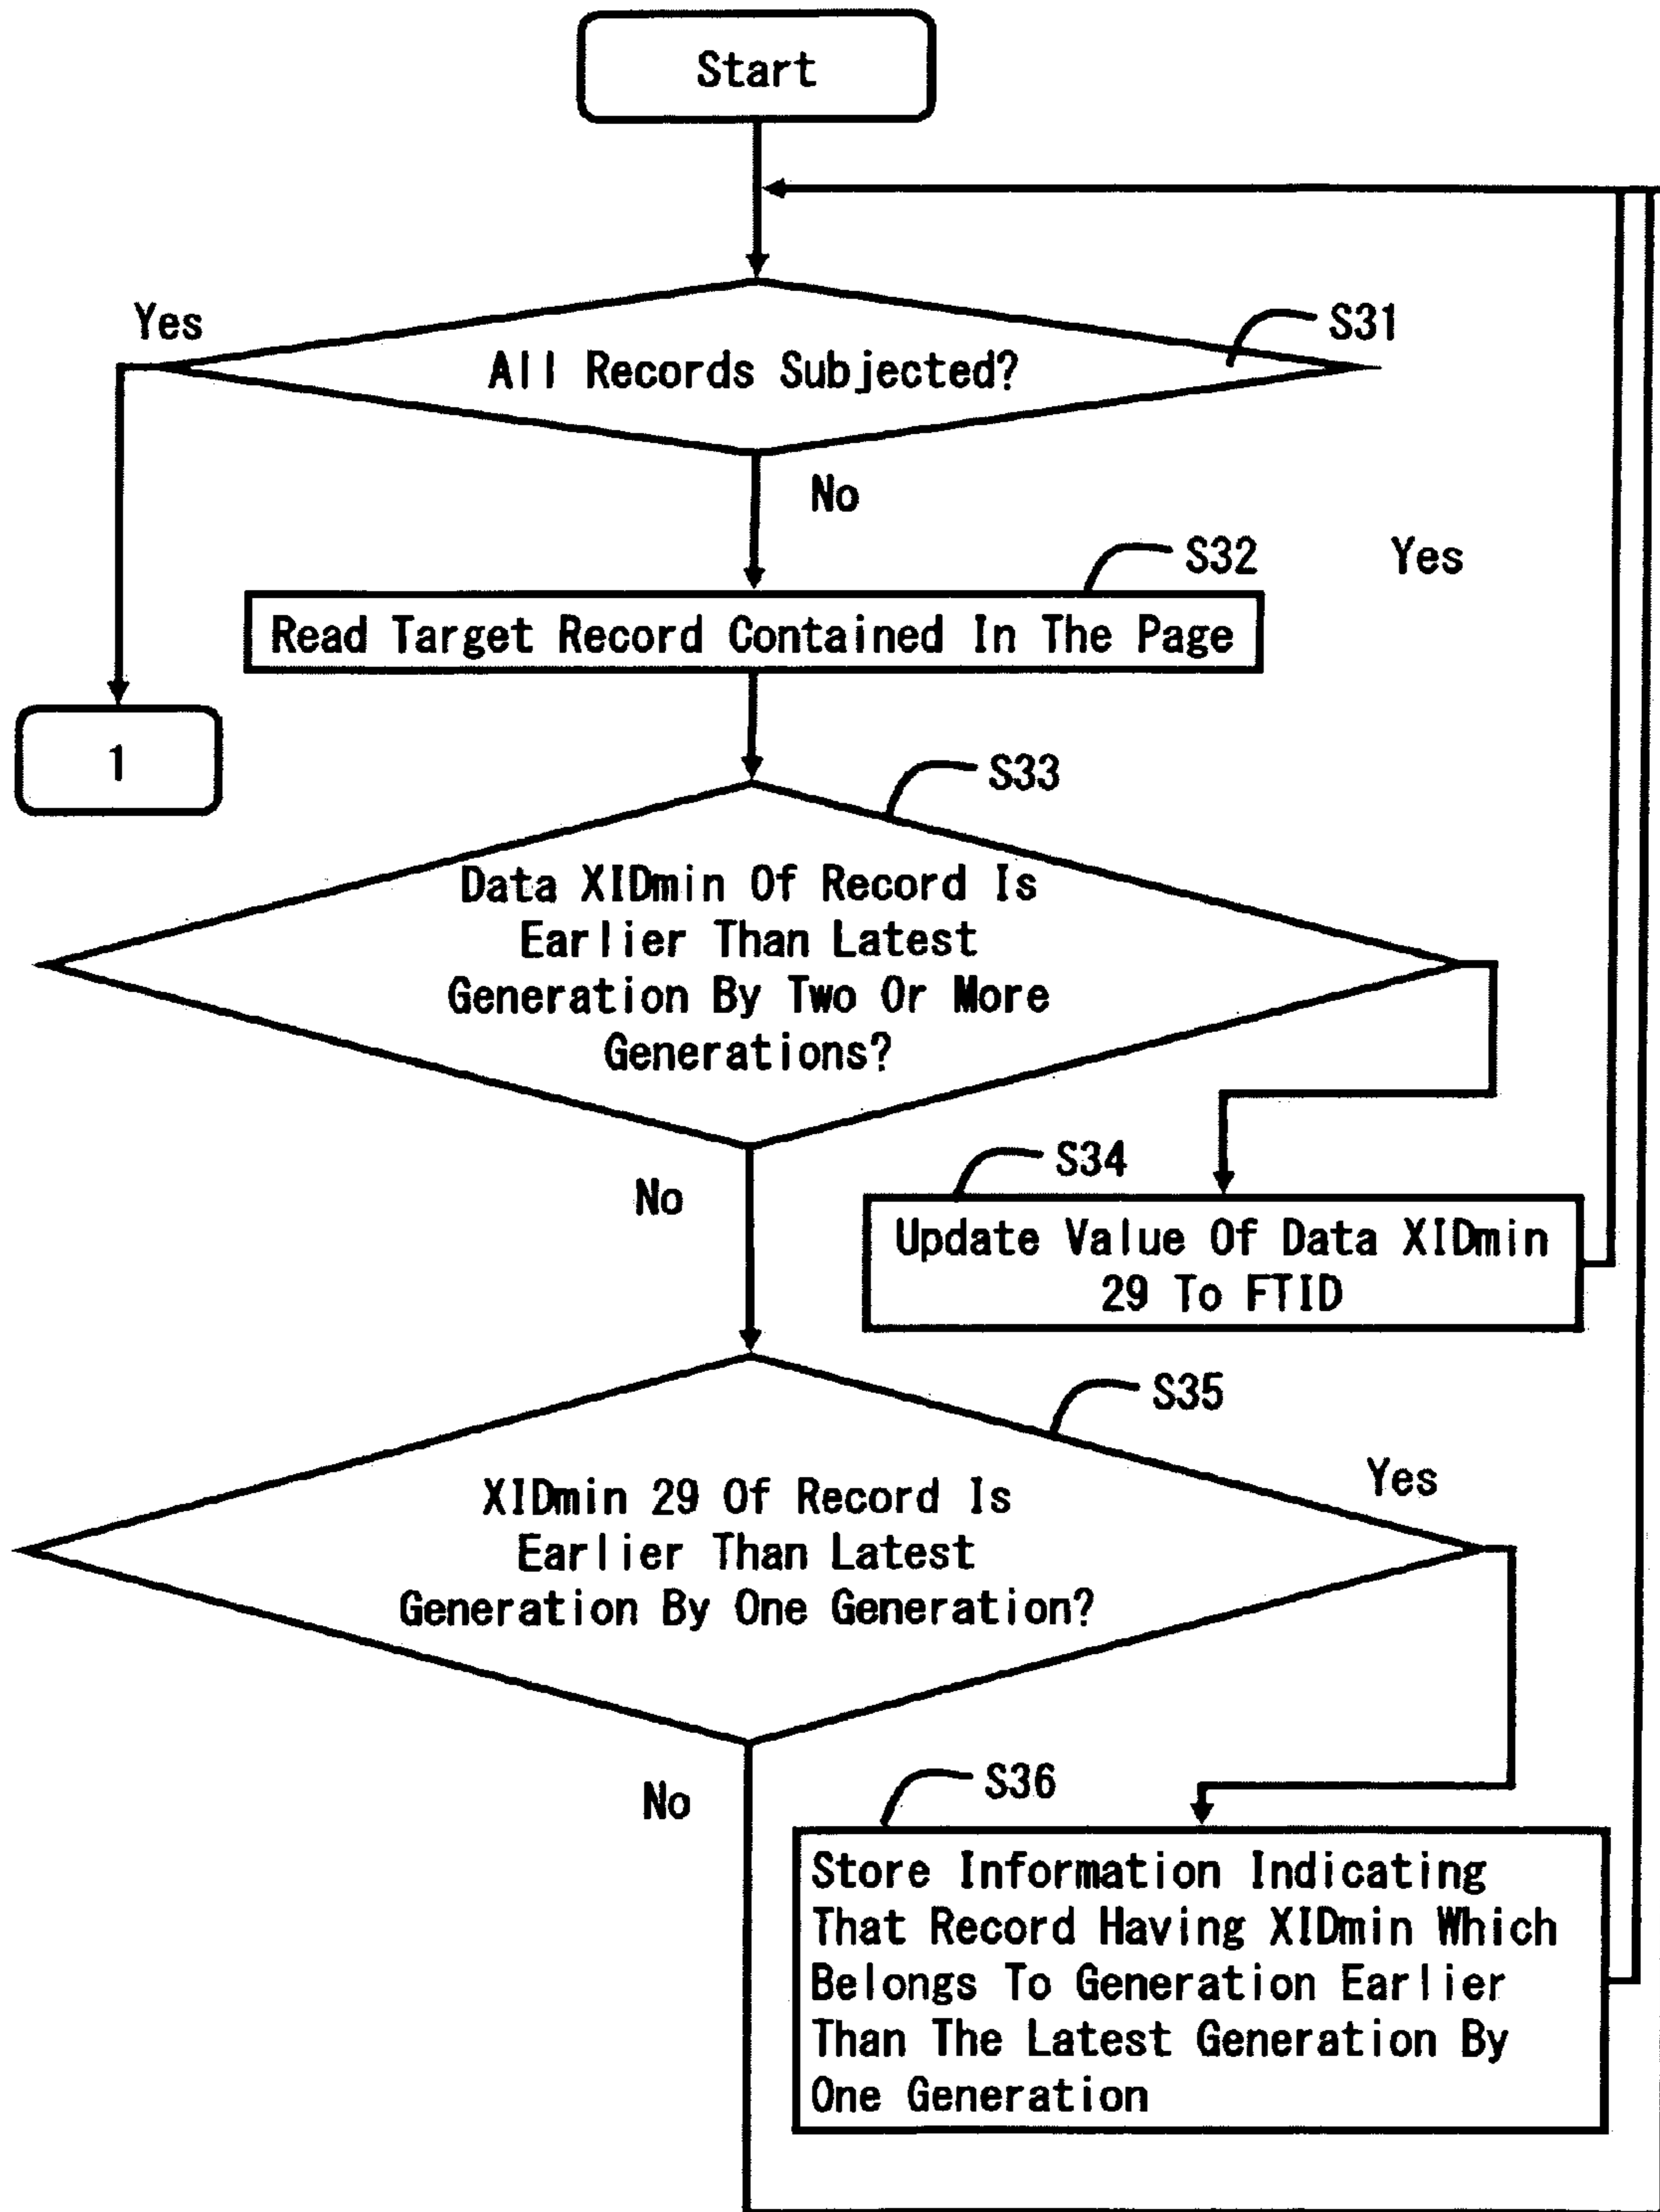 Start
Yes
S31
All Records Subjected?
No
S32
Yes
Read Target Record Contained In The Page
1
S33
Data XIDmin Of Record Is
Earlier Than Latest
Generation By Two Or More
Generations?
No
S34
Update Value Of Data XIDmin
29 To FTID
S35
Yes
XIDmin 29 Of Record Is
Earlier Than Latest
Generation By One Generation?
No
S36
Store Information Indicating
That Record Having XIDmin Which
Belongs To Generation Earlier
Than The Latest Generation By
One Generation